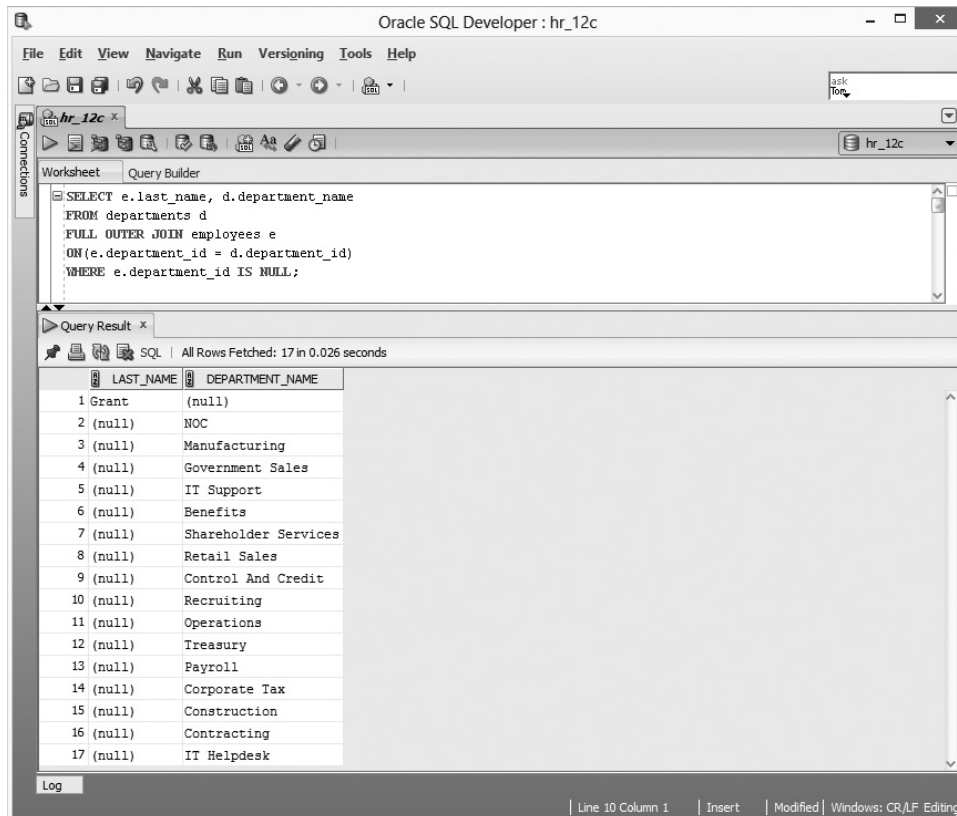 Oracle SQL Developer : hr_12c
File Edit View Navigate Run Versioning Tools Help
ask
Tom
hr_12c
Connections
hr_12c
Worksheet Query Builder
SELECT e.last_name, d.department_name
FROM departments d
FULL OUTER JOIN employees e
ON(e.department_id = d.department_id)
WHERE e.department_id IS NULL;
Query Result x
SQL | All Rows Fetched: 17 in 0.026 seconds
LAST_NAME DEPARTMENT_NAME
1 Grant (null)
2 (null) NOC
3 (null) Manufacturing
4 (null) Government Sales
5 (null) IT Support
6 (null) Benefits
7 (null) Shareholder Services
8 (null) Retail Sales
9 (null) Control And Credit
10 (null) Recruiting
11 (null) Operations
12 (null) Treasury
13 (null) Payroll
14 (null) Corporate Tax
15 (null) Construction
16 (null) Contracting
17 (null) IT Helpdesk
Log
Line 10 Column 1 | Insert | Modified | Windows: CR/LF Editing